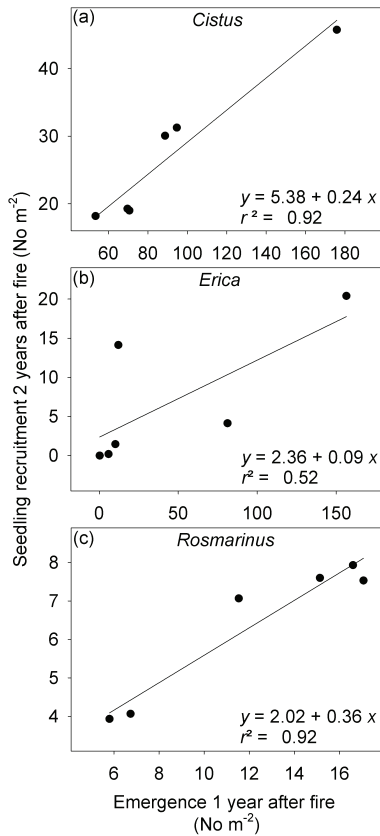 (a)
Cistus
40
30
20
y = 5.38 + 0.24 x
r² = 0.92
60 80 100 120 140 160 180
(b)
Erica
20
15
10
5
0
y = 2.36 + 0.09 x
r² = 0.52
0 50 100 150
(c)
Rosmarinus
8
7
6
5
4
y = 2.02 + 0.36 x
r² = 0.92
6 8 10 12 14 16
Seedling recruitment 2 years after fire (No m-2)
Emergence 1 year after fire
(No m-2)